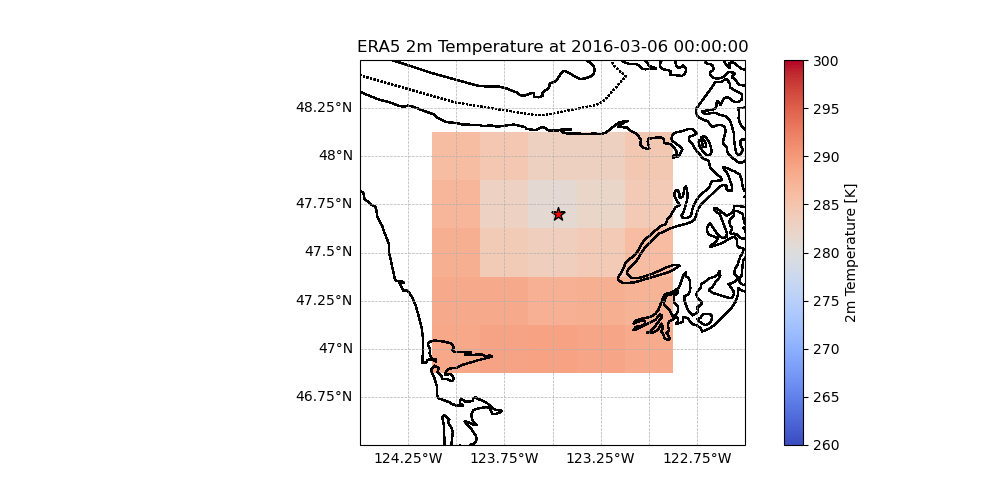 ERA5 2m Temperature at 2016-03-06 00:00:00
48.25°N
48°N
47.75°N
47.5°N
47.25°N
47°N
46.75°N
124.25°W 123.75°W 123.25°W 122.75°W
300
295
290
285
280
275
270
265
260
2m Temperature [K]